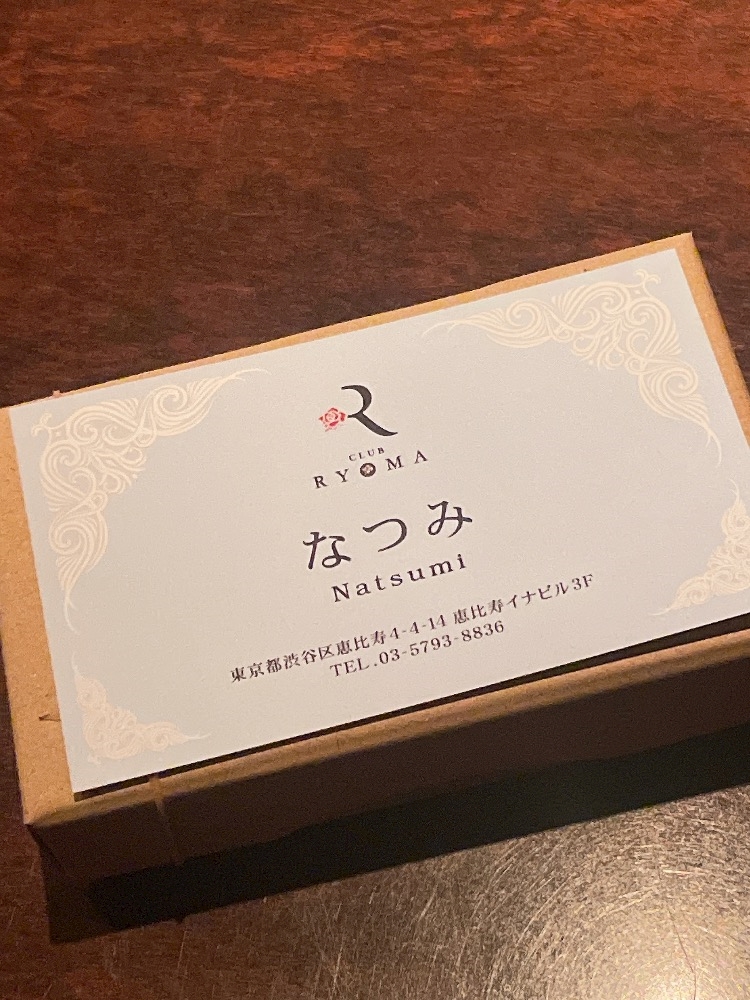 R
CLUB
RYOMA
なつみ
Natsumi
東京都渋谷区恵比寿4-4-14 恵比寿イナビル3F
TEL.03-5793-8836